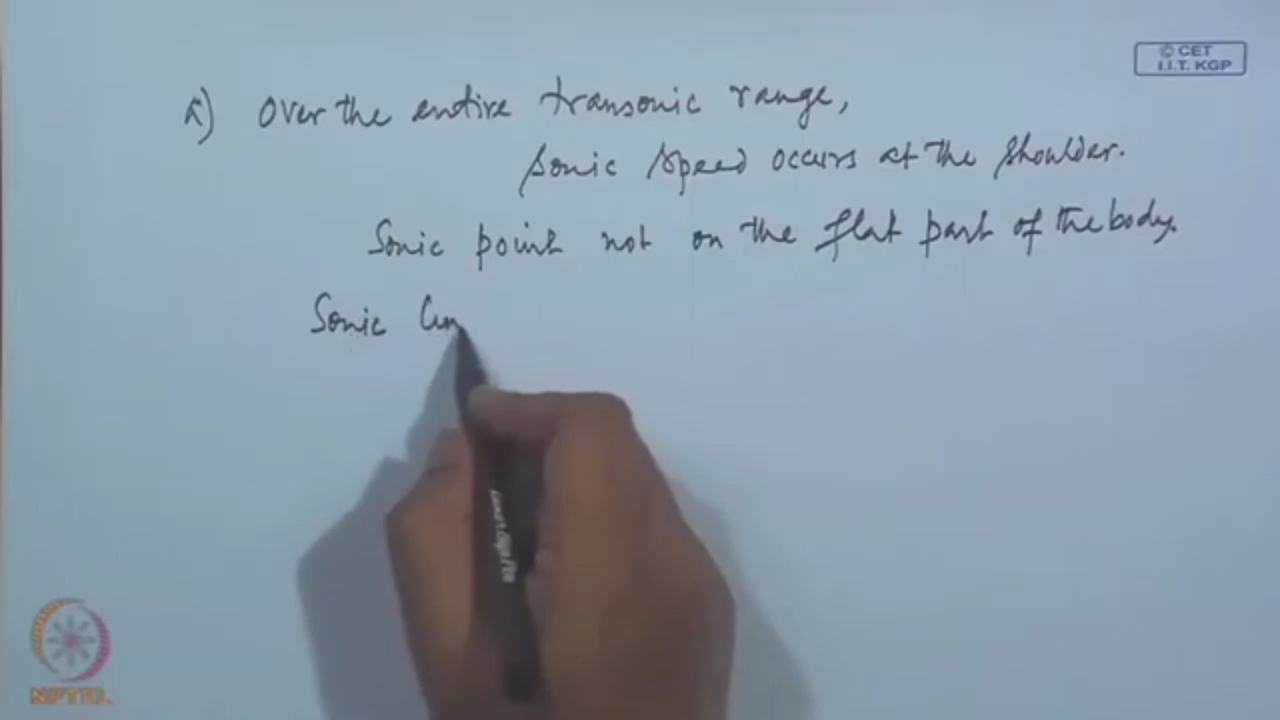 © CET
I.I.T. KGP
a) Over the entire transonic range,
Sonic speed occurs at the shoulder.
Sonic point not on the flat part of the body.
Sonic Lin
NPTEL